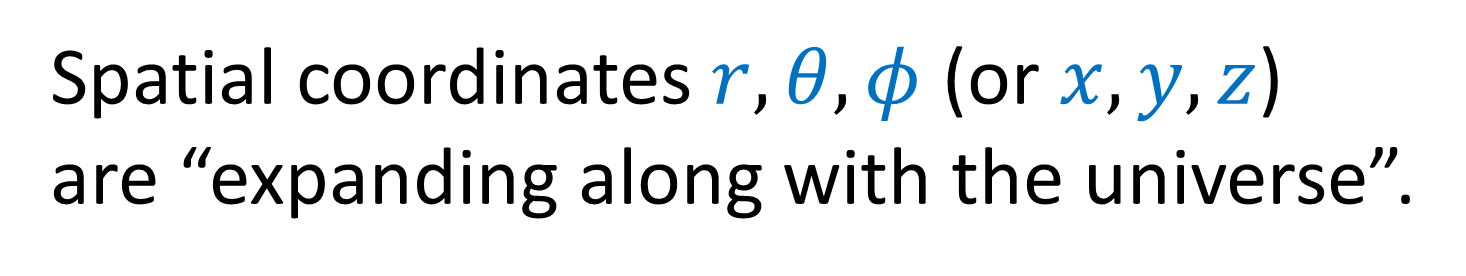 Spatial coordinates r, θ, ϕ (or x, y, z)
are “expanding along with the universe”.